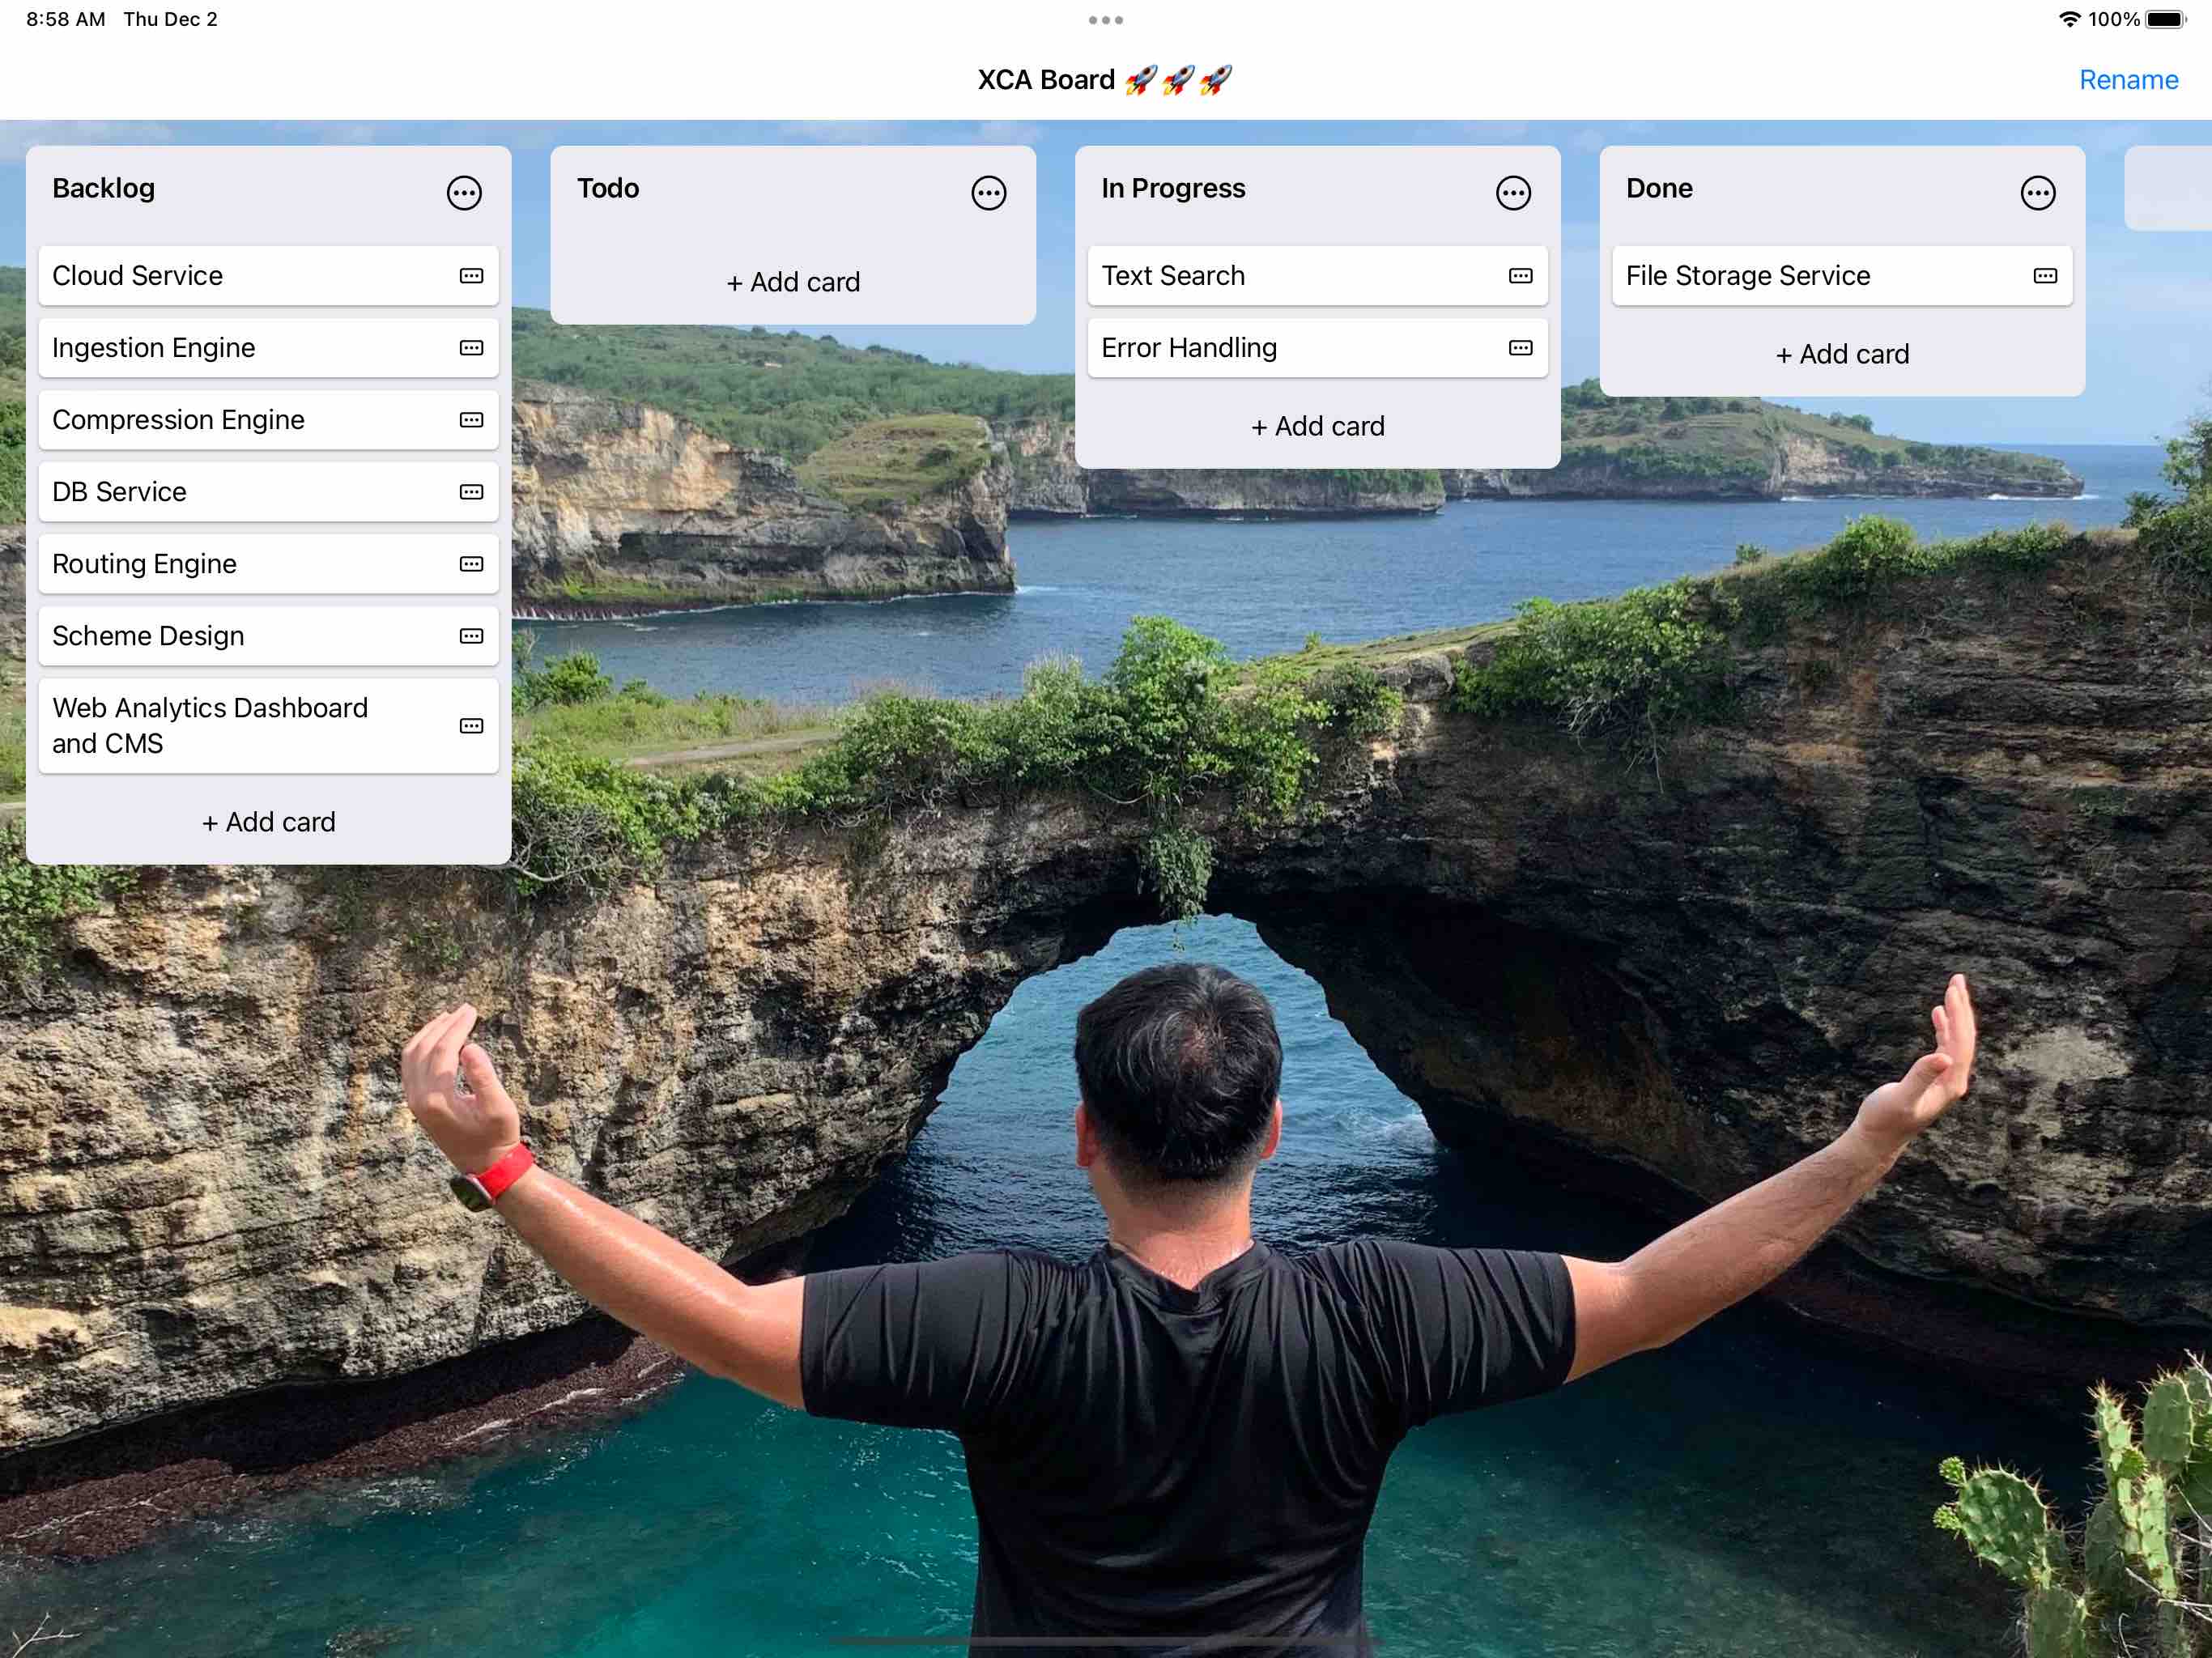 8:58 AM Thu Dec 2
100%
XCA Board 🚀🚀🚀
Rename
Backlog
Cloud Service
Ingestion Engine
Compression Engine
DB Service
Routing Engine
Scheme Design
Web Analytics Dashboard
and CMS
+ Add card
Todo
+ Add card
In Progress
Text Search
Error Handling
+ Add card
Done
File Storage Service
+ Add card